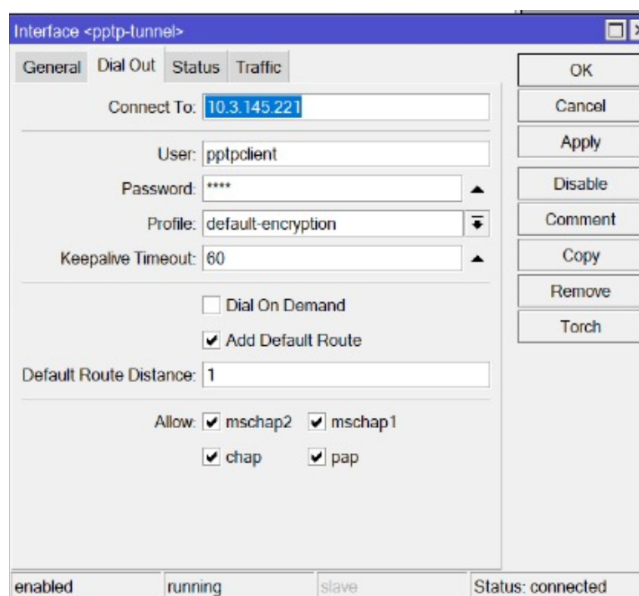 Interface <pptp-tunnel>
General Dial Out Status Traffic
Connect To: 10.3.145.221
User: pptpclient
Password: ****
Profile: default-encryption
Keepalive Timeout: 60
Dial On Demand
Add Default Route
Default Route Distance: 1
Allow: mschap2 mschap1
chap pap
OK
Cancel
Apply
Disable
Comment
Copy
Remove
Torch
enabled running slave Status: connected